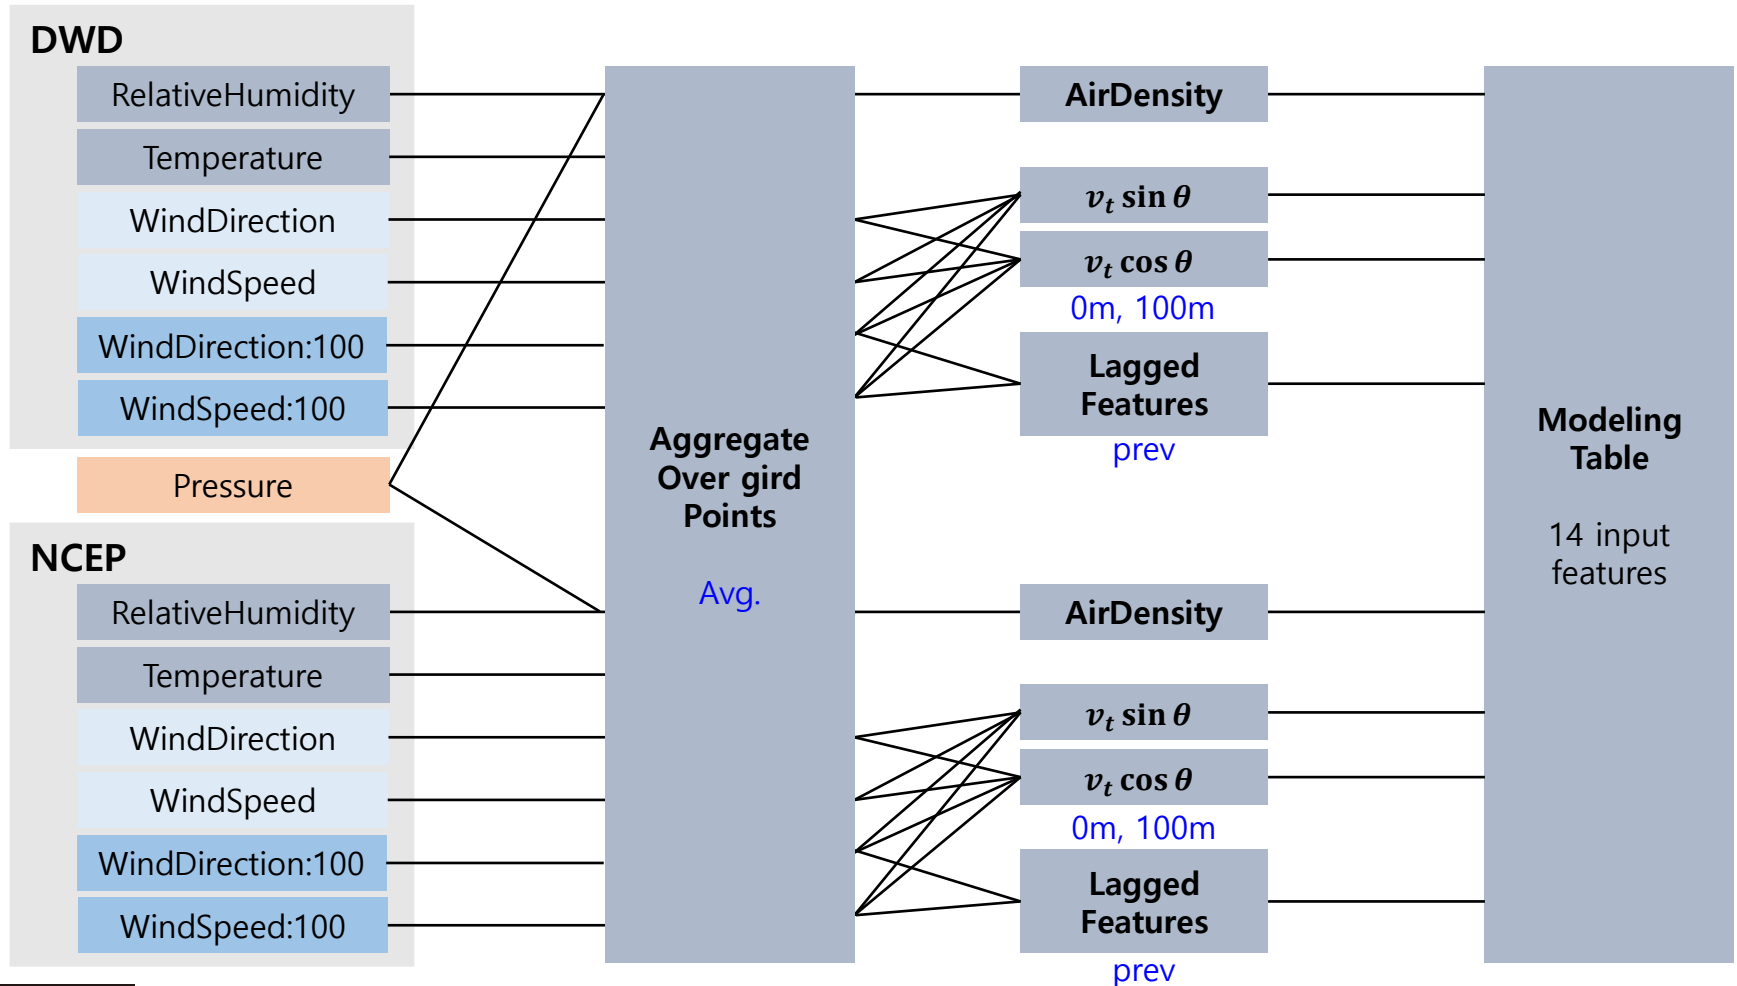 DWD
RelativeHumidity
Temperature
WindDirection
WindSpeed
WindDirection:100
WindSpeed:100
Pressure
NCEP
RelativeHumidity
Temperature
WindDirection
WindSpeed
WindDirection:100
WindSpeed:100
Aggregate
Over gird
Points
Avg.
AirDensity
v_t sin θ
v_t cos θ
0m, 100m
Lagged
Features
prev
AirDensity
v_t sin θ
v_t cos θ
0m, 100m
Lagged
Features
prev
Modeling
Table
14 input
features